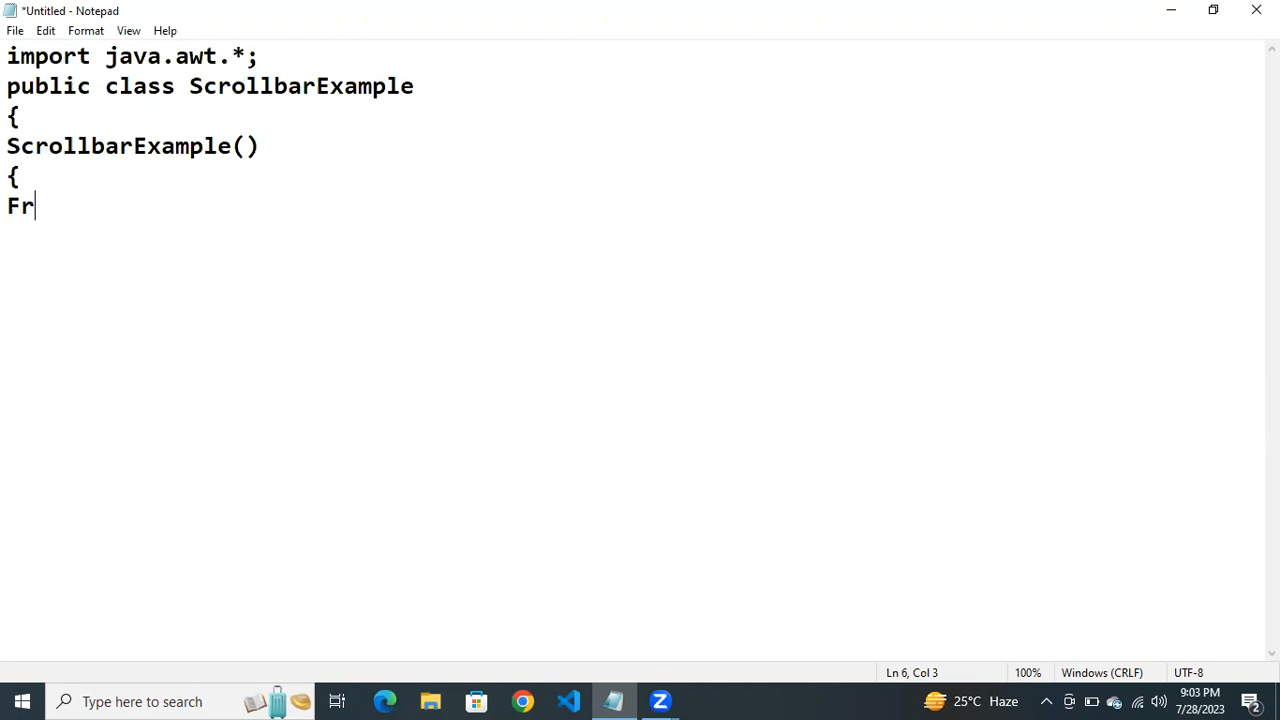 *Untitled - Notepad
File Edit Format View Help
import java.awt.*;
public class ScrollbarExample
{
ScrollbarExample()
{
Fr
Ln 6, Col 3 100% Windows (CRLF) UTF-8
Type here to search 25°C Haze 9:03 PM
7/28/2023 2